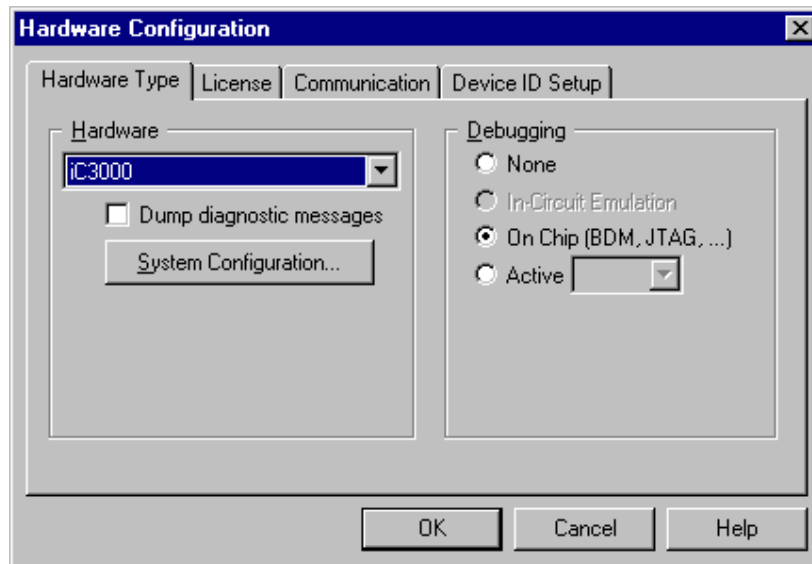 Hardware Configuration
Hardware Type License Communication Device ID Setup
Hardware
iC3000
Dump diagnostic messages
System Configuration...
Debugging
None
In-Circuit Emulation
On Chip (BDM, JTAG, ...)
Active
OK Cancel Help